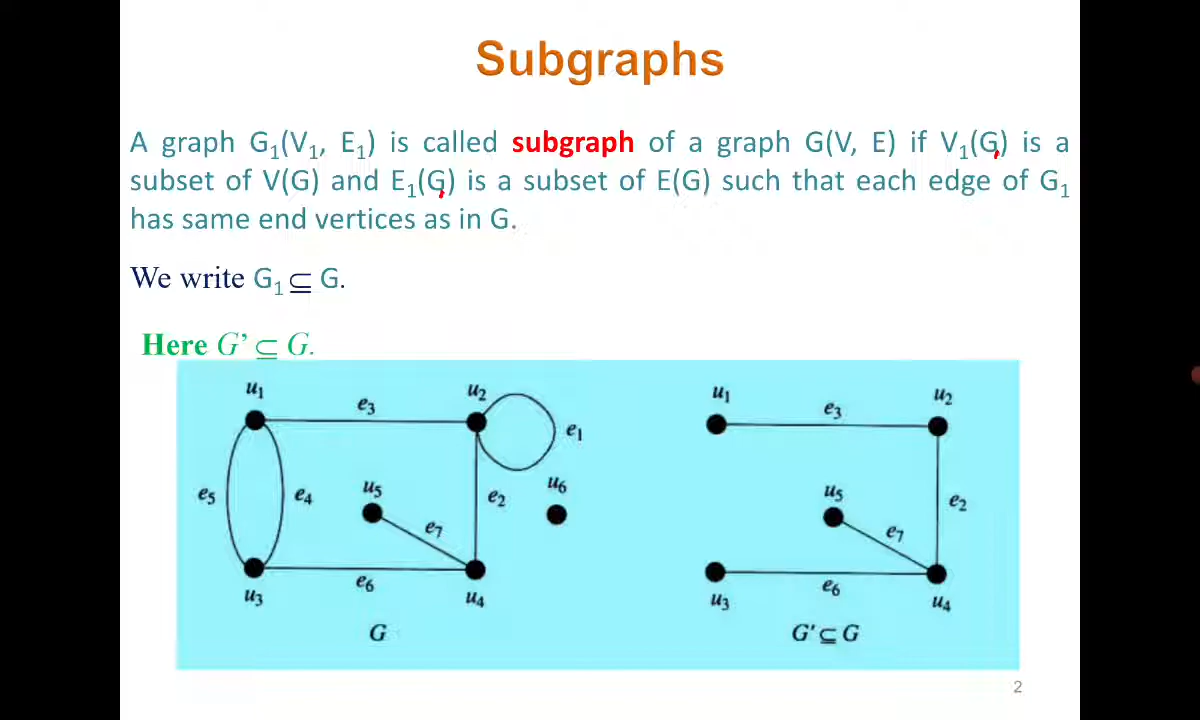 Subgraphs
A graph G₁(V₁, E₁) is called subgraph of a graph G(V, E) if V₁(G,) is a
subset of V(G) and E₁(G,) is a subset of E(G) such that each edge of G₁
has same end vertices as in G.
We write G₁ ⊆ G.
Here G’ ⊆ G.
u₁ e₃ u₂ e₁
e₅ e₄ u₅ e₇ e₂ u₆
u₃ e₆ u₄
G
u₁ e₃ u₂
u₅ e₇ e₂
u₃ e₆ u₄
G' ⊆ G
2